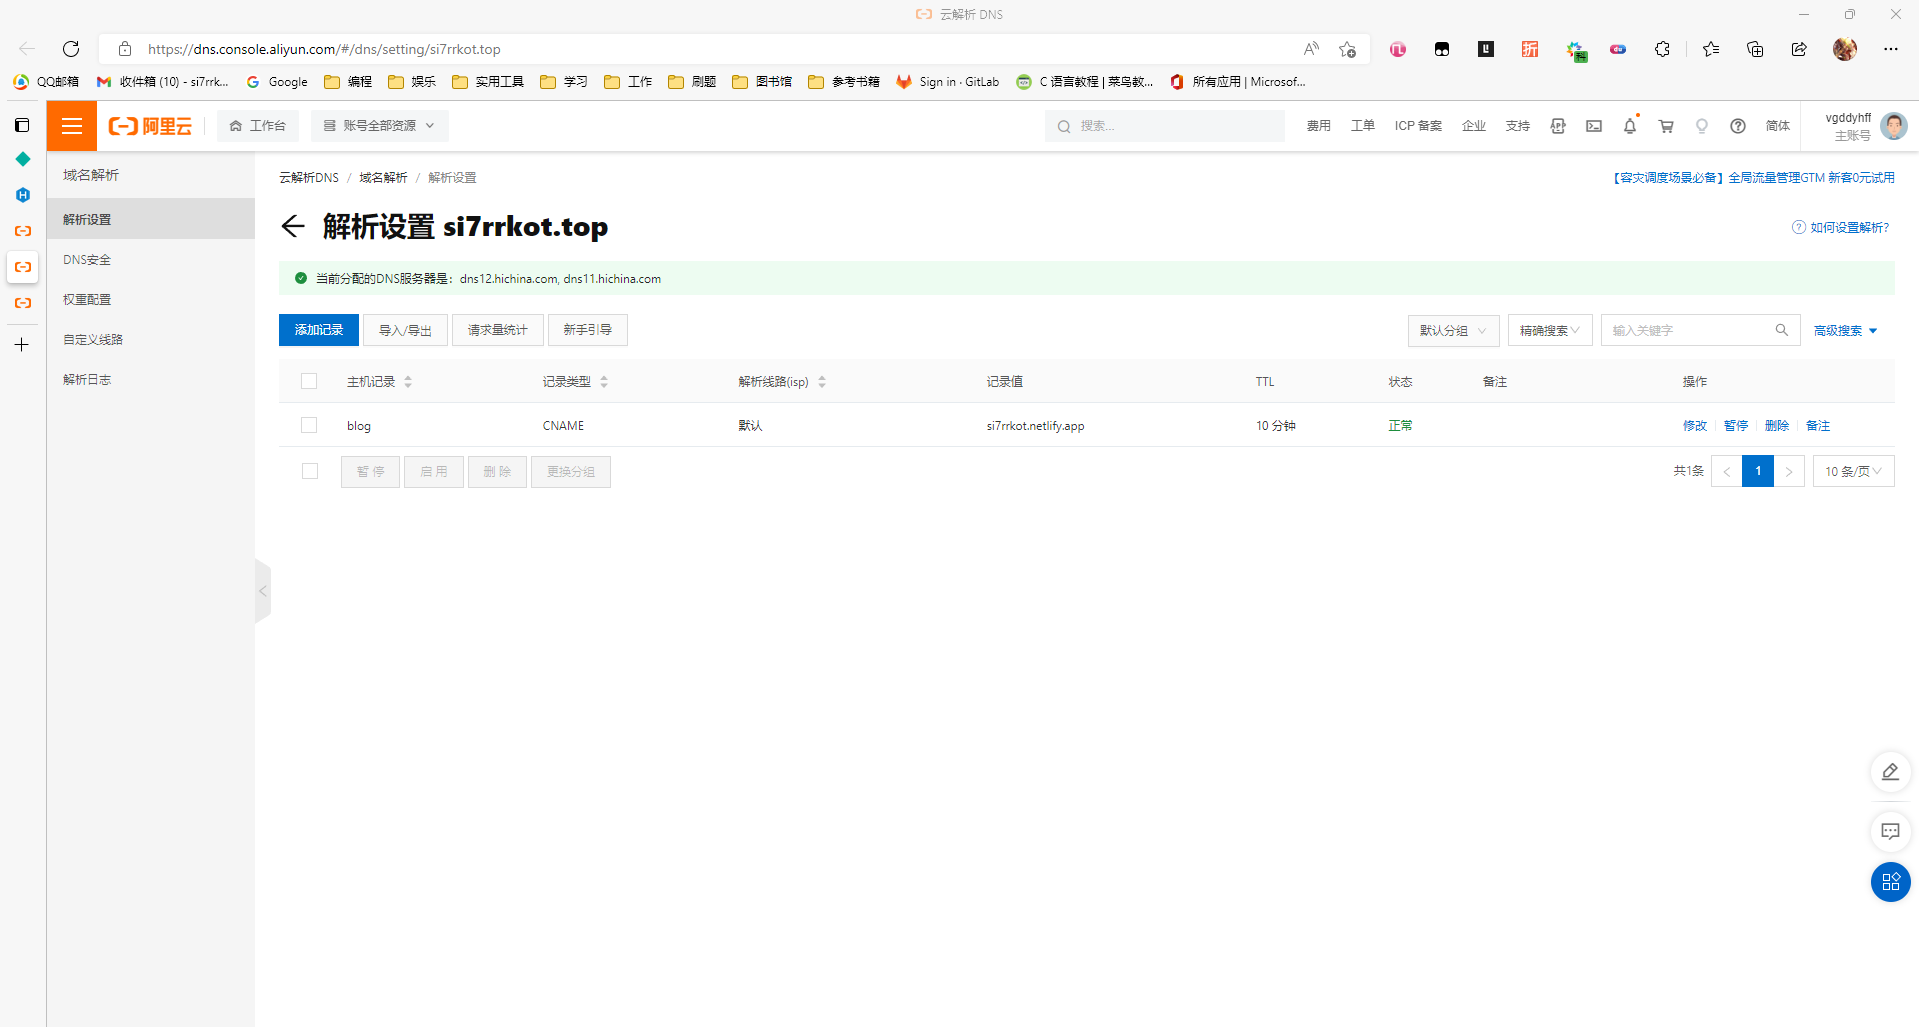 云解析 DNS
https://dns.console.aliyun.com/#/dns/setting/si7rrkot.top
QQ邮箱 收件箱 (10) - si7rrk... Google 编程 娱乐 实用工具 学习 工作 刷题 图书馆 参考书籍 Sign in · GitLab C 语言教程 | 菜鸟教... 所有应用 | Microsof...
阿里云 工作台 账号全部资源 搜索... 费用 工单 ICP 备案 企业 支持 简体 vgddyhff
主账号
域名解析
解析设置
DNS安全
权重配置
自定义线路
解析日志
云解析DNS / 域名解析 / 解析设置
【容灾调度场景必备】全局流量管理GTM 新客0元试用
解析设置 si7rrkot.top
如何设置解析?
当前分配的DNS服务器是：dns12.hichina.com, dns11.hichina.com
添加记录 导入/导出 请求量统计 新手引导 默认分组 精确搜索 输入关键字 高级搜索
主机记录 记录类型 解析线路(isp) 记录值 TTL 状态 备注 操作
blog CNAME 默认 si7rrkot.netlify.app 10 分钟 正常 修改 暂停 删除 备注
暂 停 启 用 删 除 更换分组 共1条 1 10 条/页